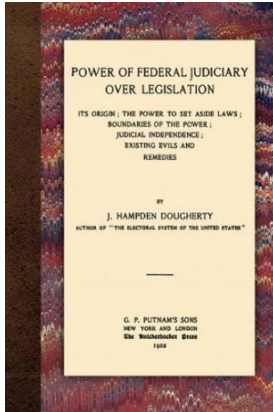 POWER OF FEDERAL JUDICIARY
OVER LEGISLATION
ITS ORIGIN; THE POWER TO SET ASIDE LAWS;
BOUNDARIES OF THE POWER;
JUDICIAL INDEPENDENCE;
EXISTING EVILS AND
REMEDIES
BY
J. HAMPDEN DOUGHERTY
AUTHOR OF "THE ELECTORAL SYSTEM OF THE UNITED STATES"
G. P. PUTNAM'S SONS
NEW YORK AND LONDON
The Knickerbocker Press
1912